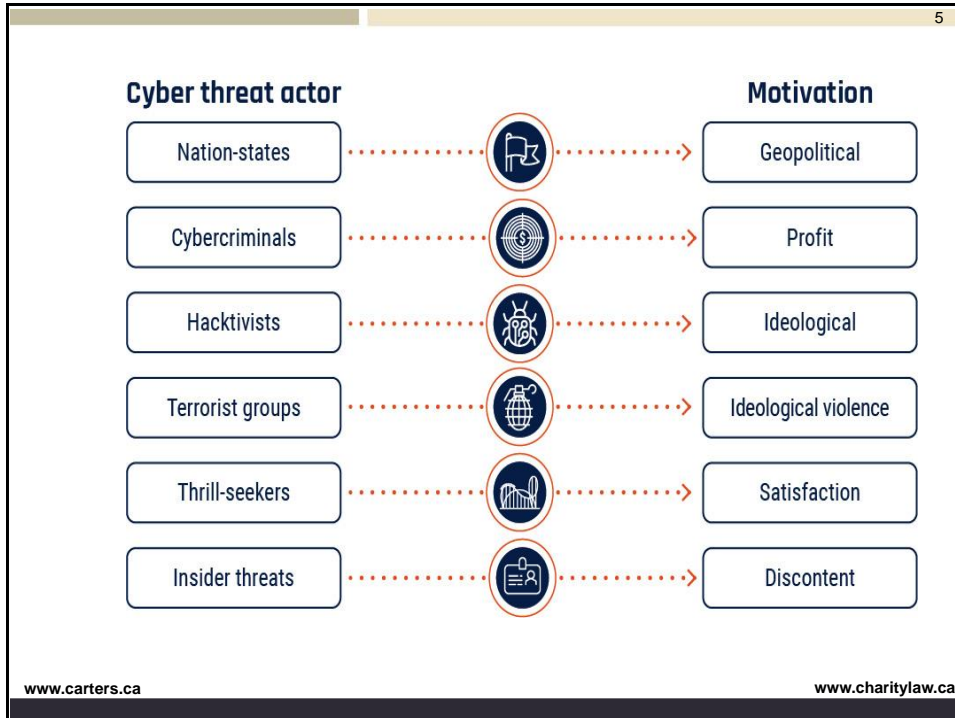 5
Cyber threat actor
Motivation
Nation-states
Geopolitical
Cybercriminals
$
Profit
Hacktivists
Ideological
Terrorist groups
Ideological violence
Thrill-seekers
Satisfaction
Insider threats
Discontent
www.carters.ca
www.charitylaw.ca